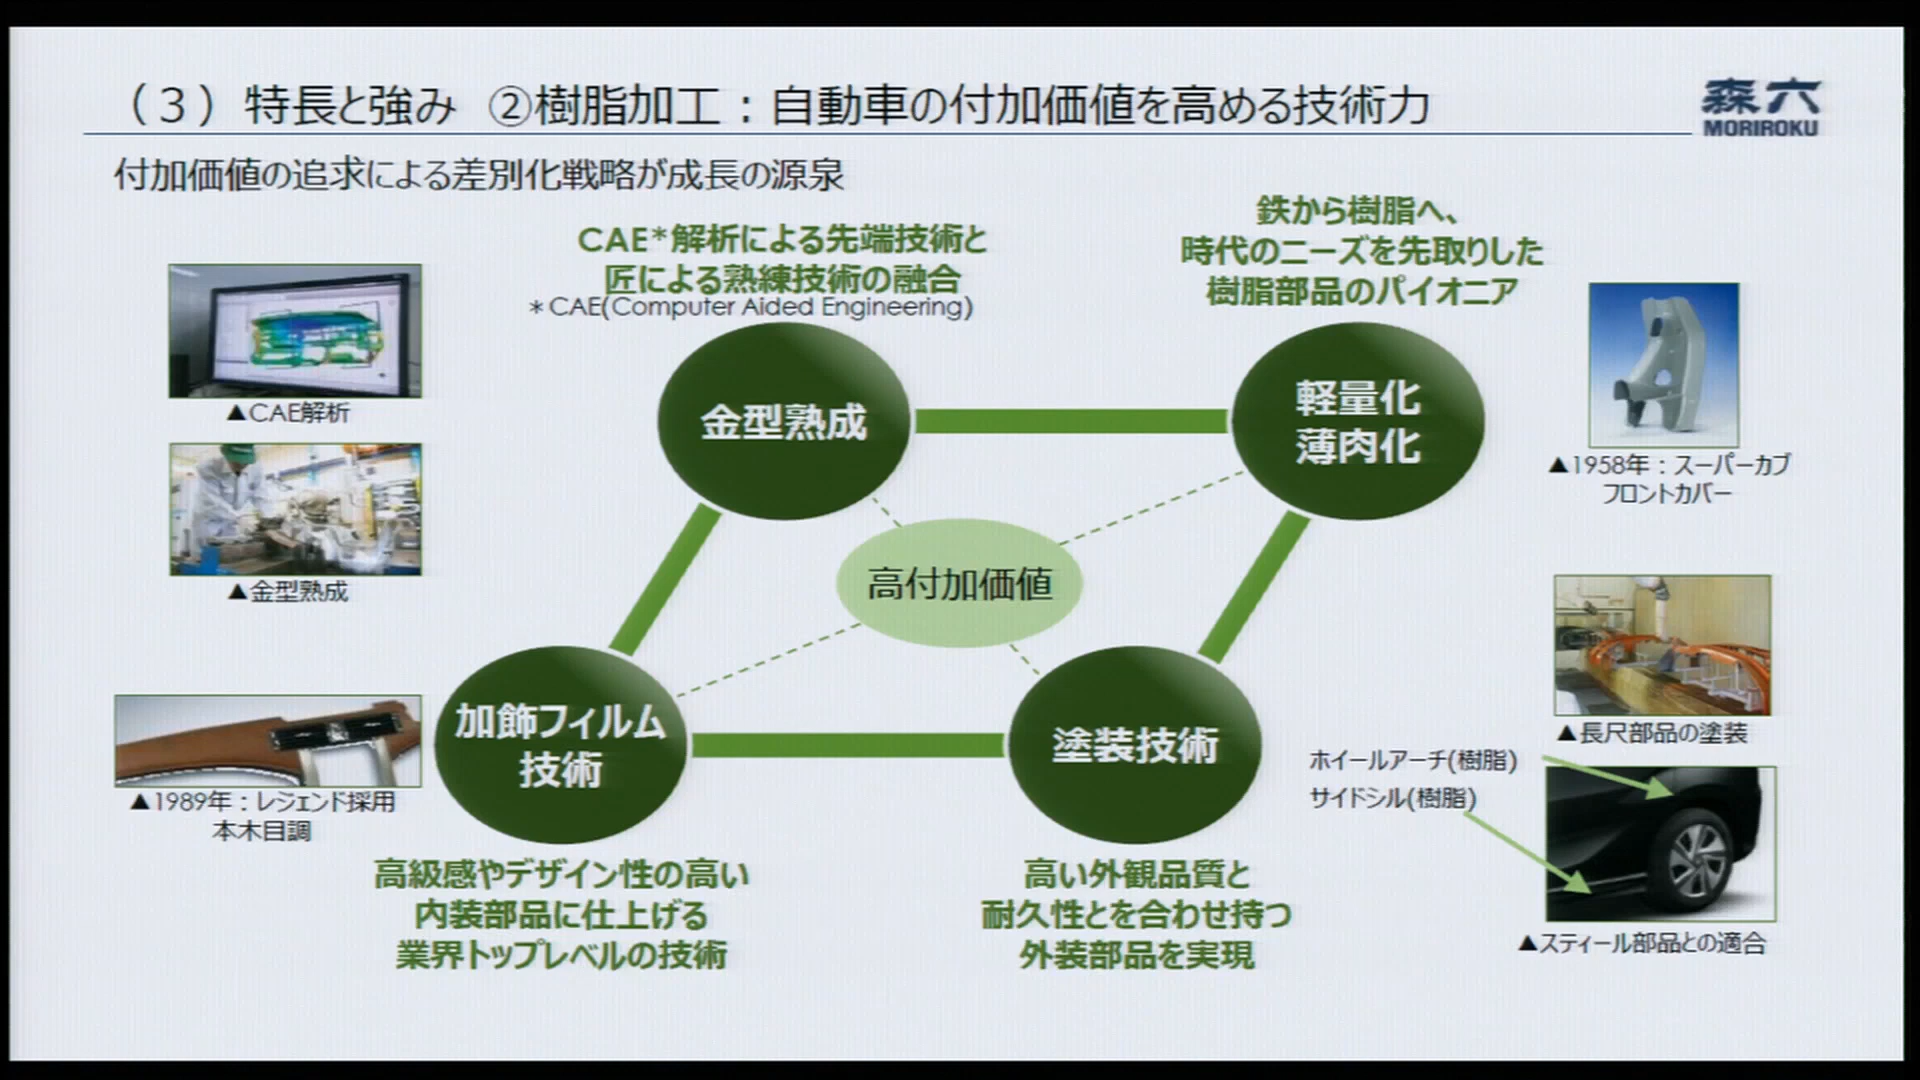 （３）特長と強み ②樹脂加工：自動車の付加価値を高める技術力
森六
MORIROKU
付加価値の追求による差別化戦略が成長の源泉
CAE*解析による先端技術と
匠による熟練技術の融合
*CAE(Computer Aided Engineering)
鉄から樹脂へ、
時代のニーズを先取りした
樹脂部品のパイオニア
▲CAE解析
金型熟成
軽量化
薄肉化
▲1958年：スーパーカブ
フロントカバー
▲金型熟成
高付加価値
加飾フィルム
技術
塗装技術
▲長尺部品の塗装
ホイールアーチ(樹脂)
サイドシル(樹脂)
▲1989年：レジェンド採用
本木目調
高級感やデザイン性の高い
内装部品に仕上げる
業界トップレベルの技術
高い外観品質と
耐久性とを合わせ持つ
外装部品を実現
▲スティール部品との適合